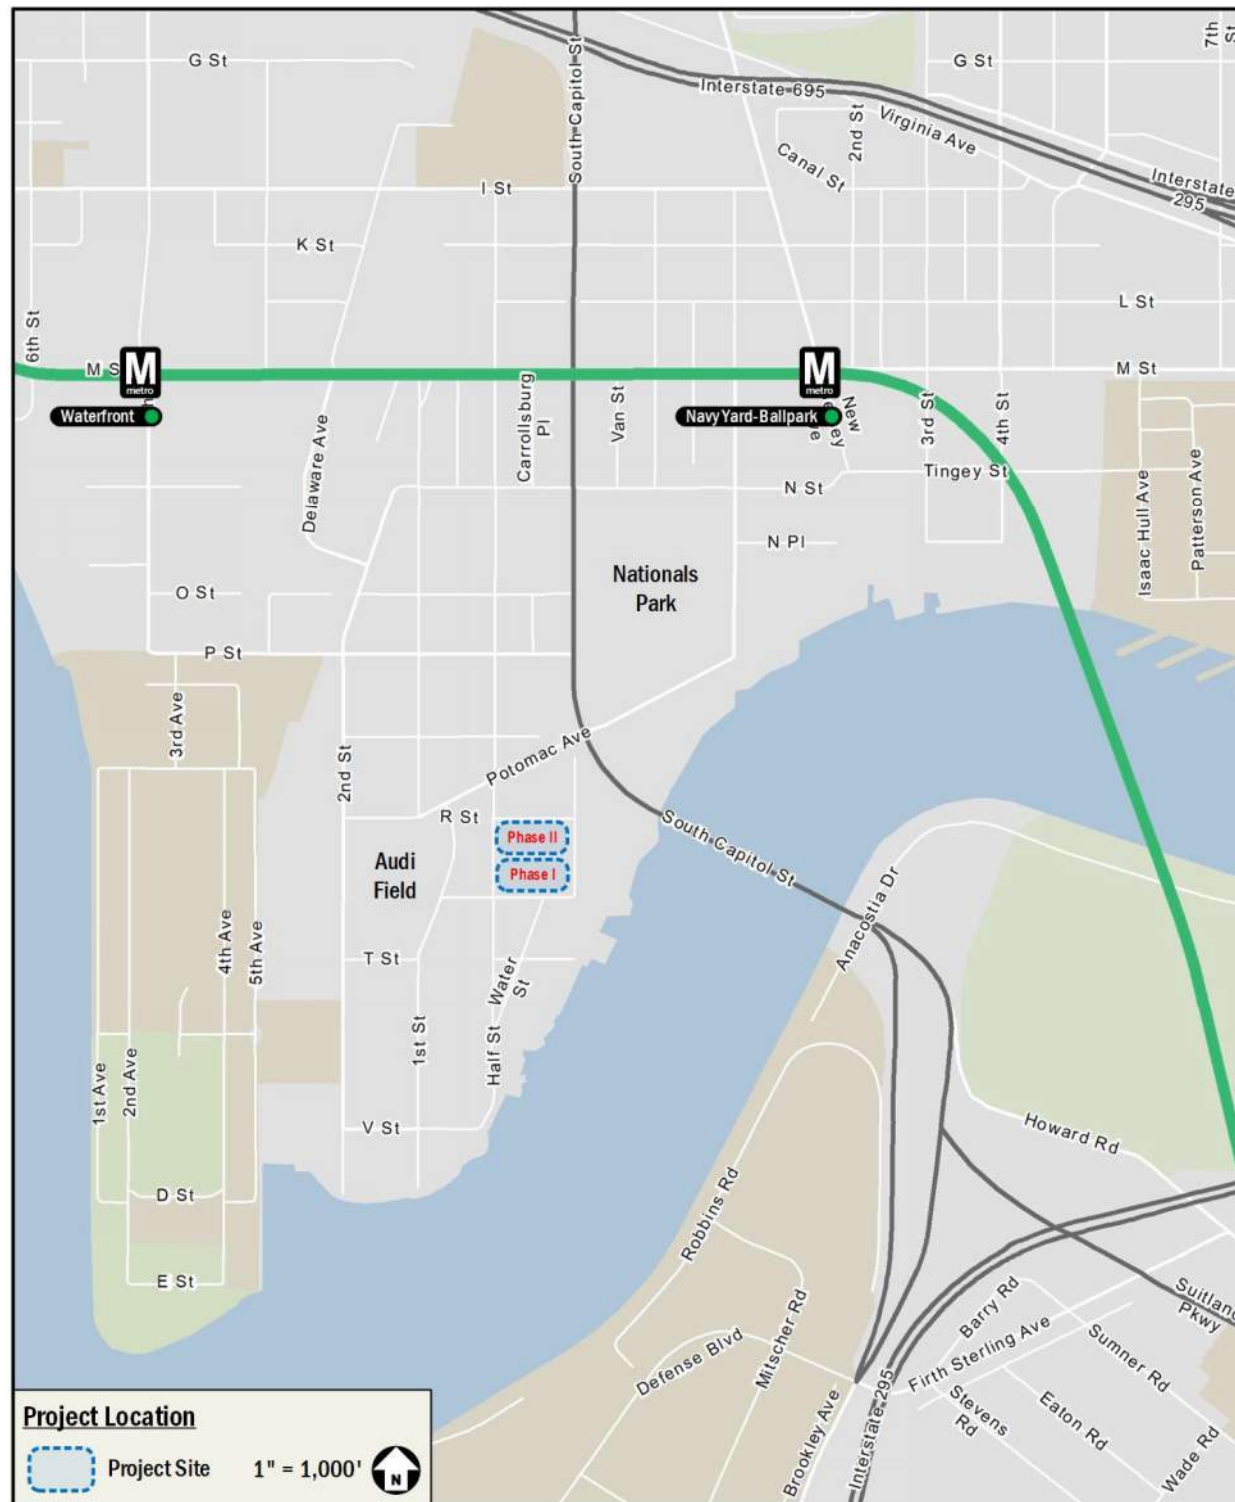 7th
St
G St
G St
South Capitol St
Interstate 695
2nd St
Virginia Ave
Canal St
Interstate
295
I St
K St
L St
6th St
M S
M
metro
M
metro
M St
Waterfront
Navy Yard-Ballpark
New
Carrollsburg
Pl
Van St
3rd St
4th St
Tingey St
Delaware Ave
N St
Isaac Hull Ave
Patterson Ave
N Pl
Nationals
Park
O St
P St
3rd Ave
2nd St
Potomac Ave
R St
Phase II
Phase I
South Capitol St
Audi
Field
Anacostia Dr
4th Ave
5th Ave
T St
Water
St
1st St
Half St
1st Ave
2nd Ave
V St
Howard Rd
D St
Robbins Rd
E St
Suitland
Pkwy
Barry Rd
Mitscher Rd
Defense Blvd
Firth Sterling Ave
Sumner Rd
Stevens
Rd
Eaton Rd
Brookley Ave
Interstate 295
Wade Rd
Project Location
Project Site
1" = 1,000'
N